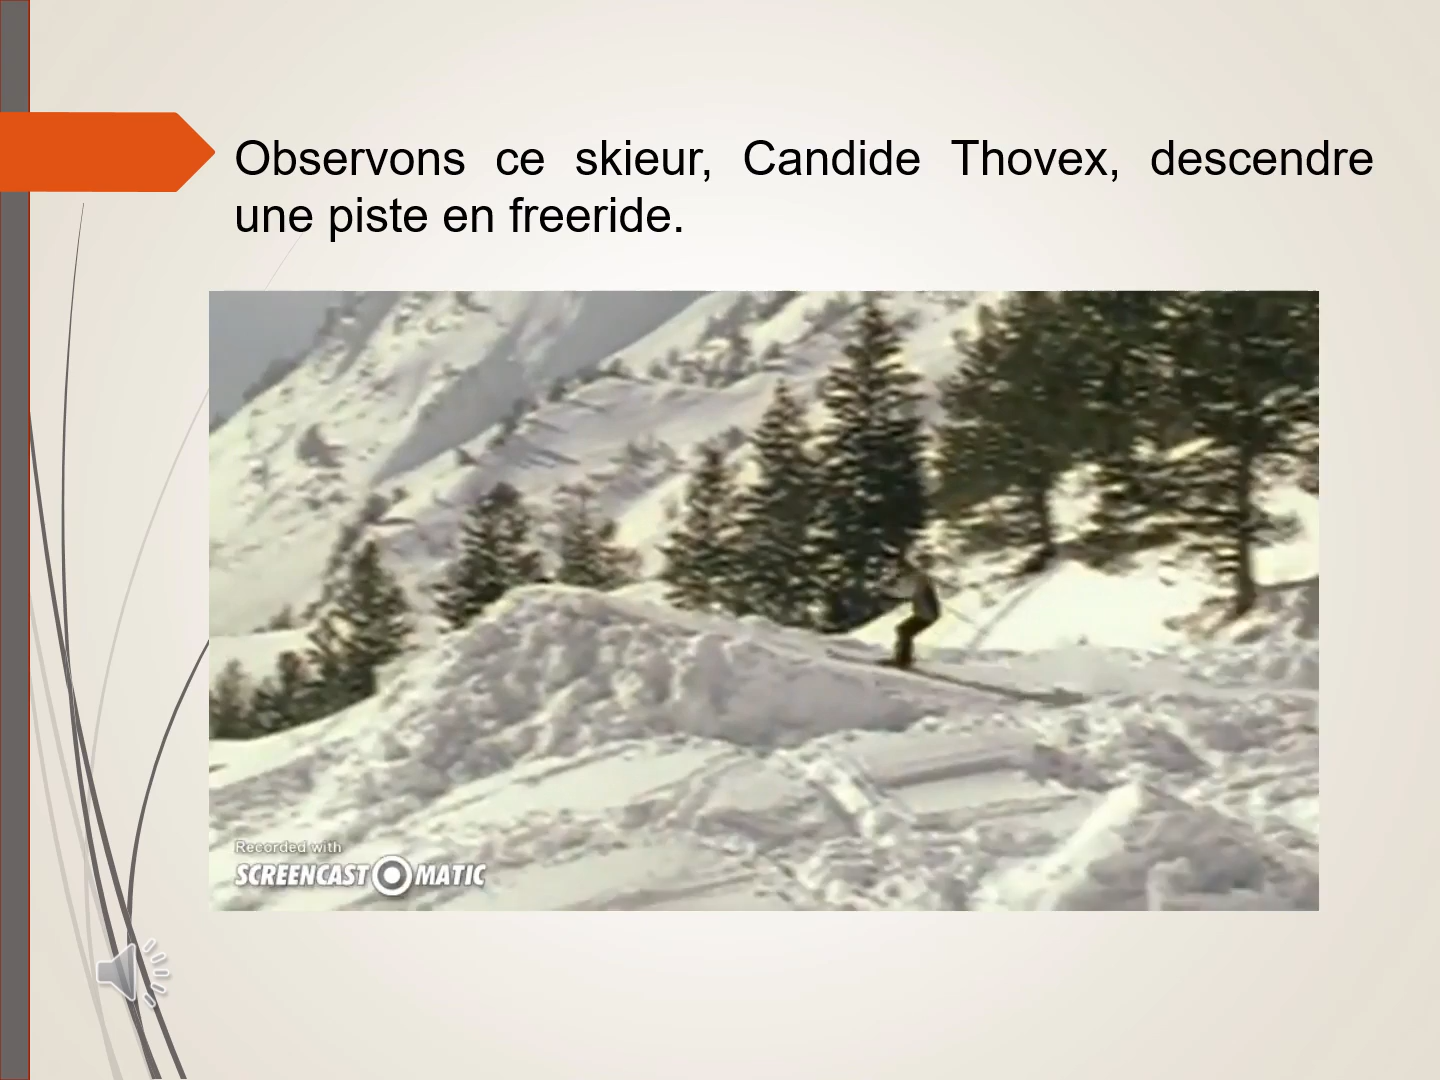 Observons ce skieur, Candide Thovex, descendre
une piste en freeride.
Recorded with
SCREENCAST MATIC